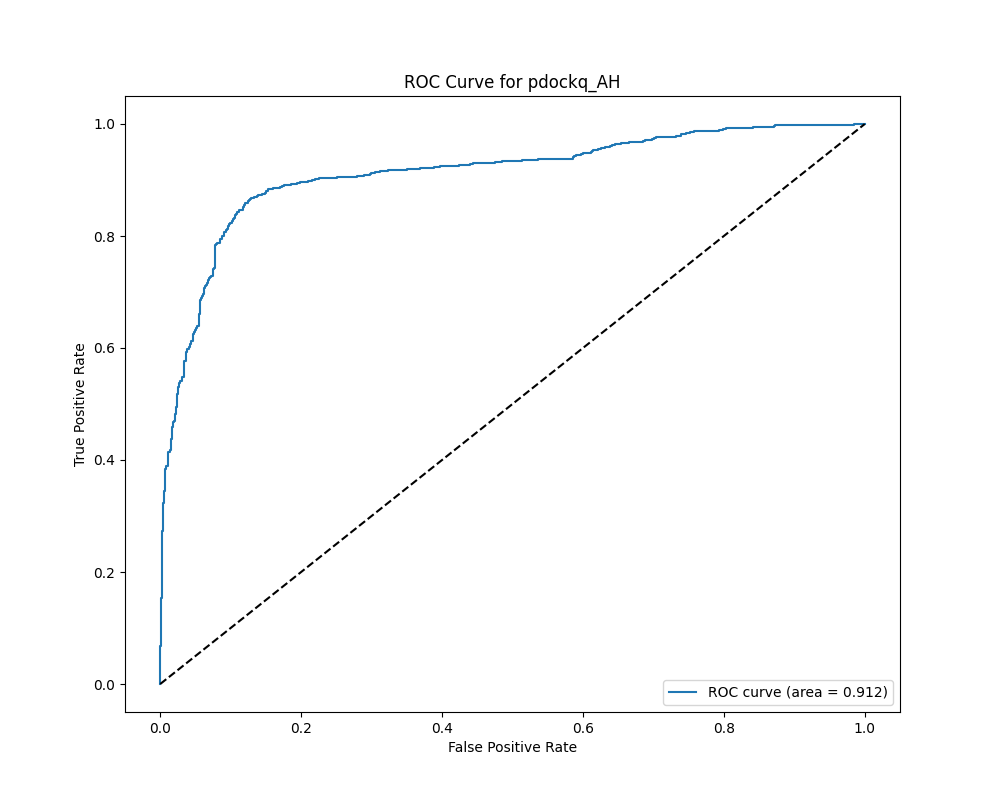 ROC Curve for pdockq_AH
True Positive Rate
1.0
0.8
0.6
0.4
0.2
0.0
0.0 0.2 0.4 0.6 0.8 1.0
False Positive Rate
ROC curve (area = 0.912)